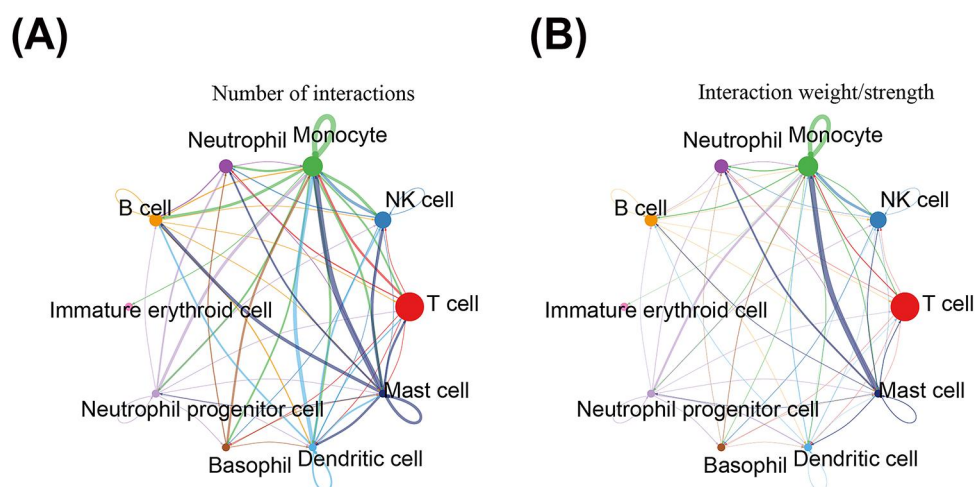 (A)
Number of interactions
Neutrophil
Monocyte
B cell
NK cell
Immature erythroid cell
T cell
Neutrophil progenitor cell
Mast cell
Basophil
Dendritic cell
(B)
Interaction weight/strength
Neutrophil
Monocyte
B cell
NK cell
Immature erythroid cell
T cell
Neutrophil progenitor cell
Mast cell
Basophil
Dendritic cell